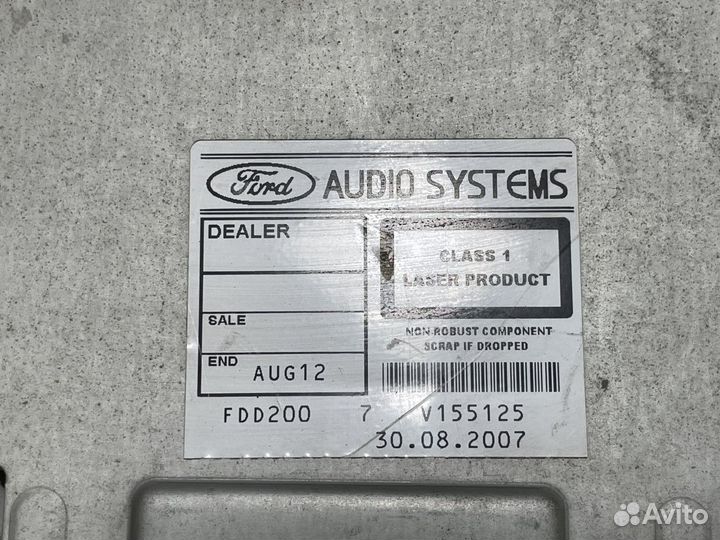 Ford AUDIO SYSTEMS
DEALER
CLASS 1
LASER PRODUCT
SALE
NON-ROBUST COMPONENT
SCRAP IF DROPPED
END AUG12
FDD200 7 V155125
30.08.2007
Avito